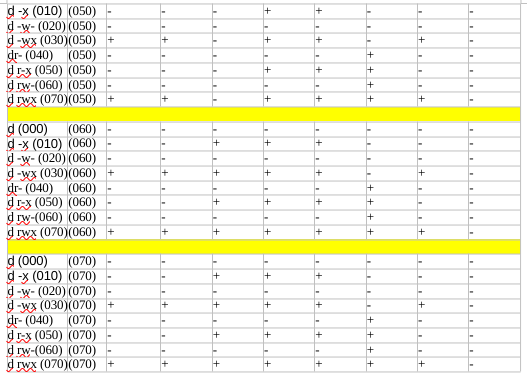 d -x (010) (050) - - - + + - - -
d -w- (020) (050) - - - - - - - -
d -wx (030) (050) + + - + + - + -
dr- (040) (050) - - - - - + - -
d r-x (050) (050) - - - + + + - -
d rw-(060) (050) - - - - - + - -
d rwx (070) (050) + + - + + + + -
d (000) (060) - - - - - - - -
d -x (010) (060) - - + + + - - -
d -w- (020) (060) - - - - - - - -
d -wx (030) (060) + + + + + - + -
dr- (040) (060) - - - - - + - -
d r-x (050) (060) - - + + + + - -
d rw-(060) (060) - - - - - + - -
d rwx (070) (060) + + + + + + + -
d (000) (070) - - - - - - - -
d -x (010) (070) - - + + + - - -
d -w- (020) (070) - - - - - - - -
d -wx (030) (070) + + + + + - + -
dr- (040) (070) - - - - - + - -
d r-x (050) (070) - - + + + + - -
d rw-(060) (070) - - - - - + - -
d rwx (070) (070) + + + + + + + -